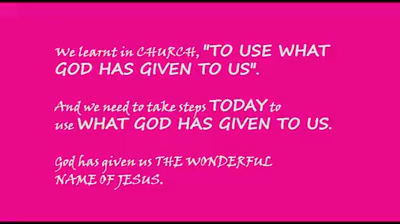 We learnt in CHURCH, "TO USE WHAT
GOD HAS GIVEN TO US".
And we need to take steps TODAY to
use WHAT GOD HAS GIVEN TO US.
God has given us THE WONDERFUL
NAME OF JESUS.